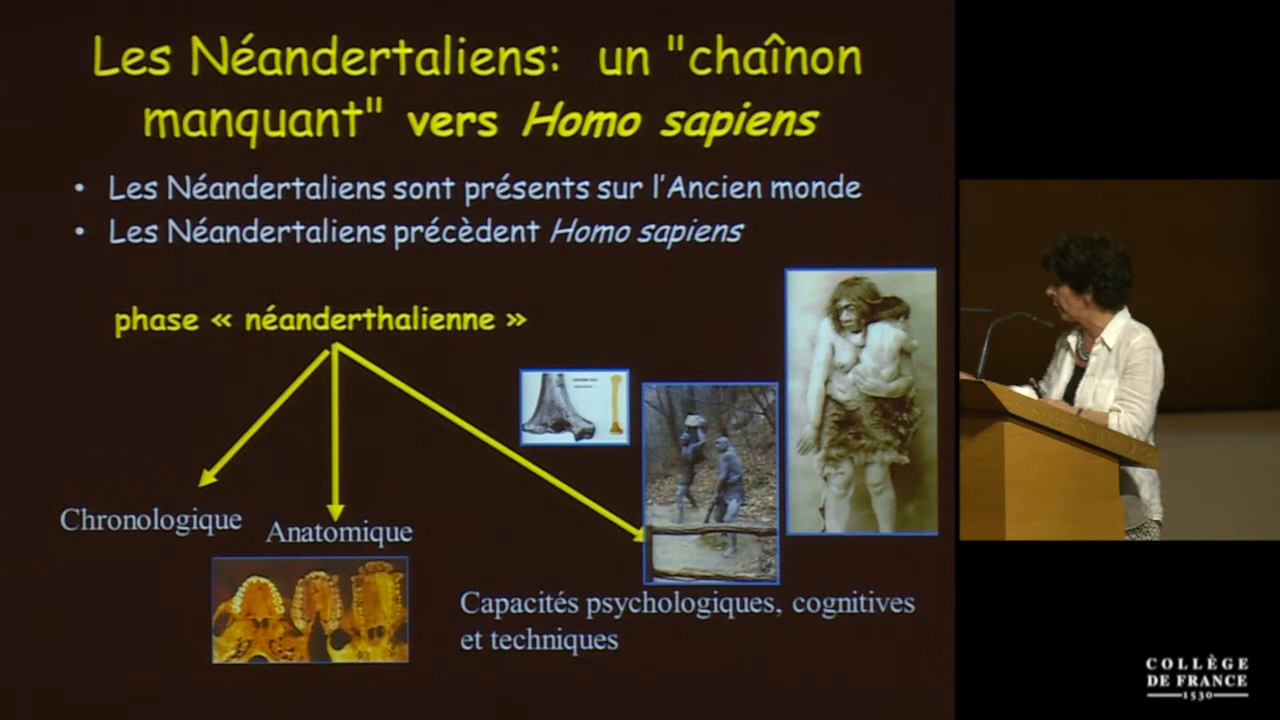 Les Néandertaliens: un "chaînon
manquant" vers Homo sapiens
• Les Néandertaliens sont présents sur l'Ancien monde
• Les Néandertaliens précèdent Homo sapiens
phase « néanderthalienne »
Chronologique
Anatomique
Capacités psychologiques, cognitives
et techniques
COLLÈGE
DE FRANCE
1530